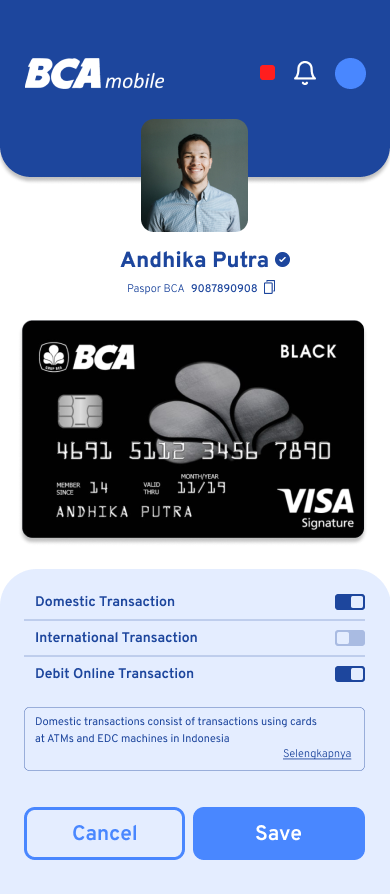 BCA mobile
Andhika Putra
Paspor BCA 9087890908
BCA
BLACK
4691 5112 3456 7890
MEMBER SINCE 14 VALID THRU MONTH/YEAR 11/19
ANDHIKA PUTRA
VISA
Signature
Domestic Transaction
International Transaction
Debit Online Transaction
Domestic transactions consist of transactions using cards
at ATMs and EDC machines in Indonesia
Selengkapnya
Cancel Save